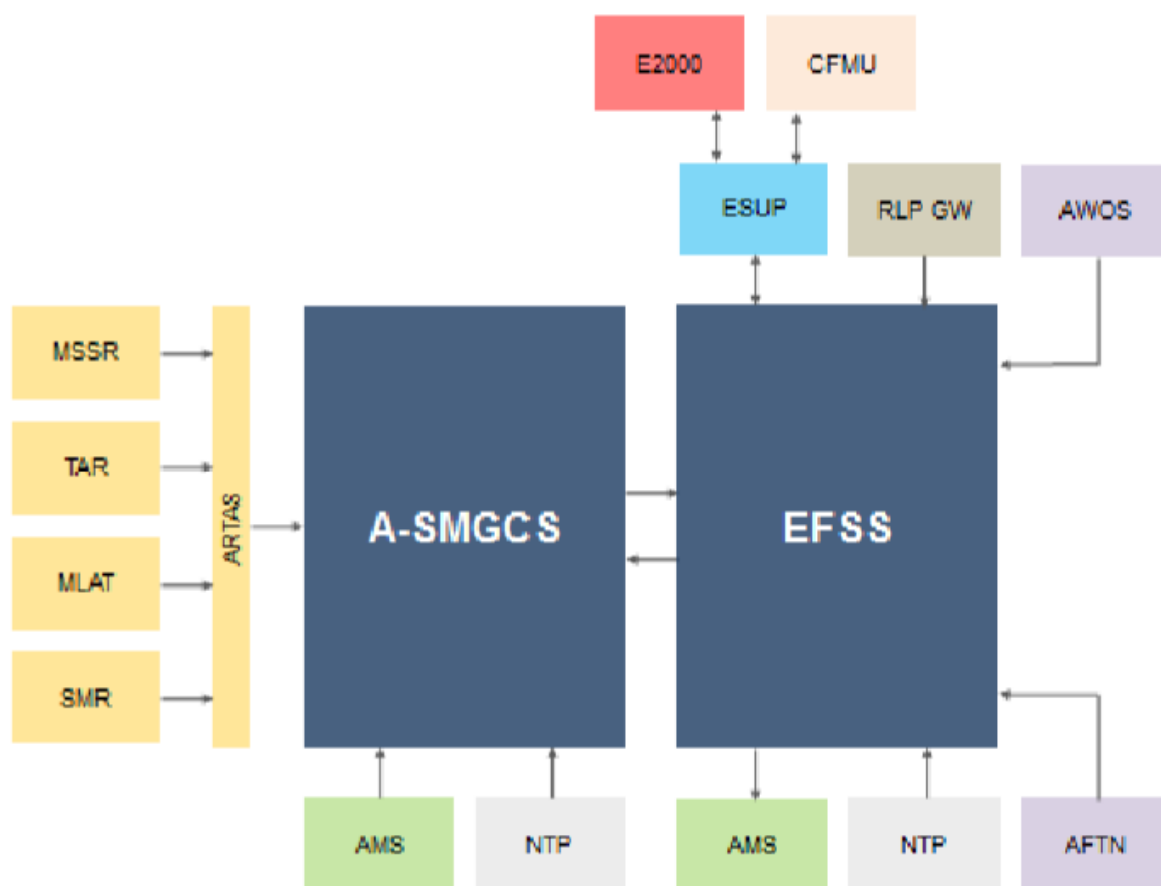 E2000
CFMU
ESUP
RLP GW
AWOS
MSSR
TAR
MLAT
SMR
ARTAS
A-SMGCS
EFSS
AMS
NTP
AMS
NTP
AFTN